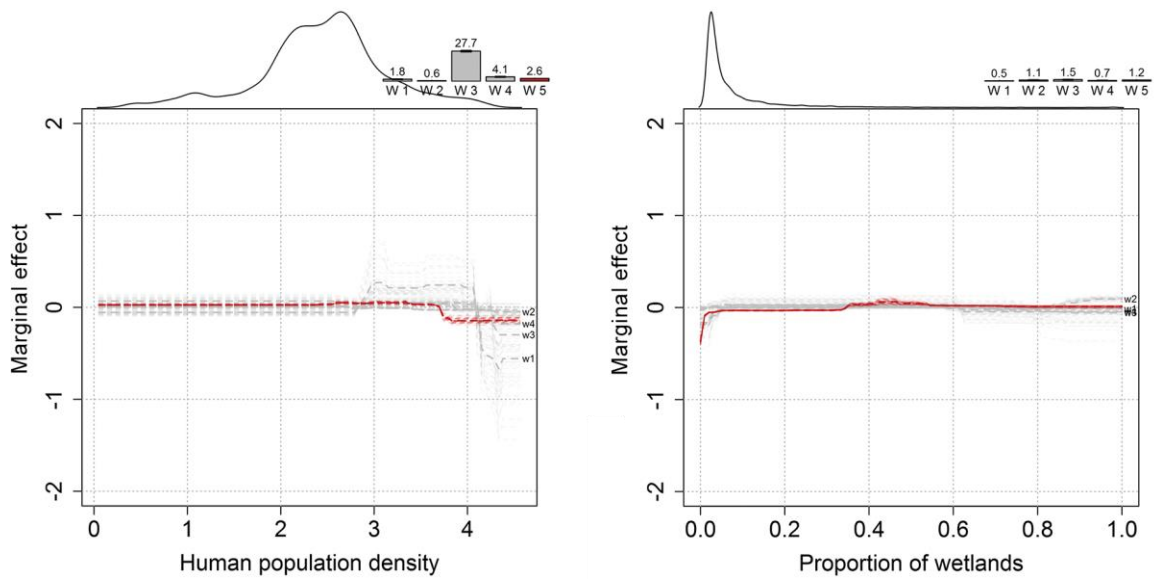 27.7
1.8 0.6 4.1 2.6
W 1 W 2 W 3 W 4 W 5
2
1
0
-1
-2
Marginal effect
w2
w4
w3
w1
0 1 2 3 4
Human population density
0.5 1.1 1.5 0.7 1.2
W 1 W 2 W 3 W 4 W 5
2
1
0
-1
-2
Marginal effect
w2
0.0 0.2 0.4 0.6 0.8 1.0
Proportion of wetlands